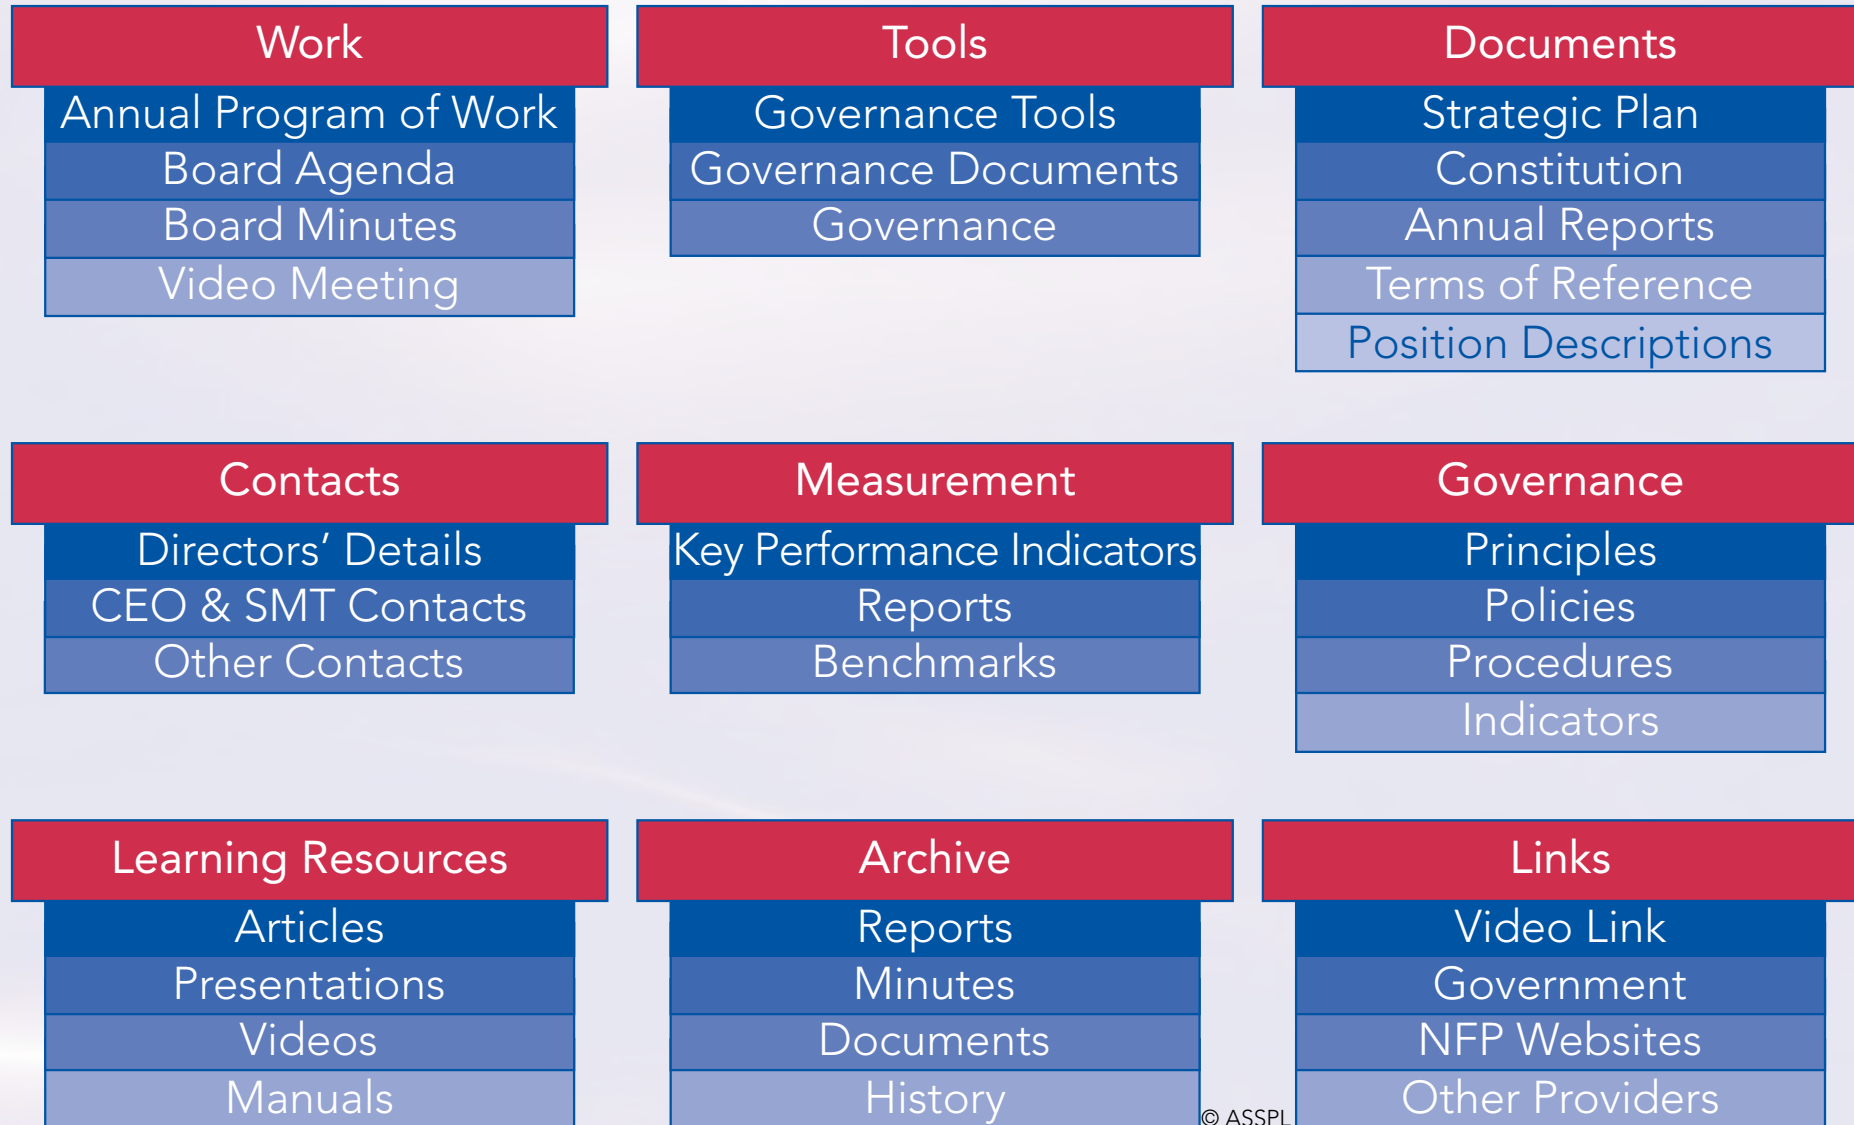 Work
Annual Program of Work
Board Agenda
Board Minutes
Video Meeting
Tools
Governance Tools
Governance Documents
Governance
Documents
Strategic Plan
Constitution
Annual Reports
Terms of Reference
Position Descriptions
Contacts
Directors’ Details
CEO & SMT Contacts
Other Contacts
Measurement
Key Performance Indicators
Reports
Benchmarks
Governance
Principles
Policies
Procedures
Indicators
Learning Resources
Articles
Presentations
Videos
Manuals
Archive
Reports
Minutes
Documents
History
Links
Video Link
Government
NFP Websites
Other Providers
© ASSPL